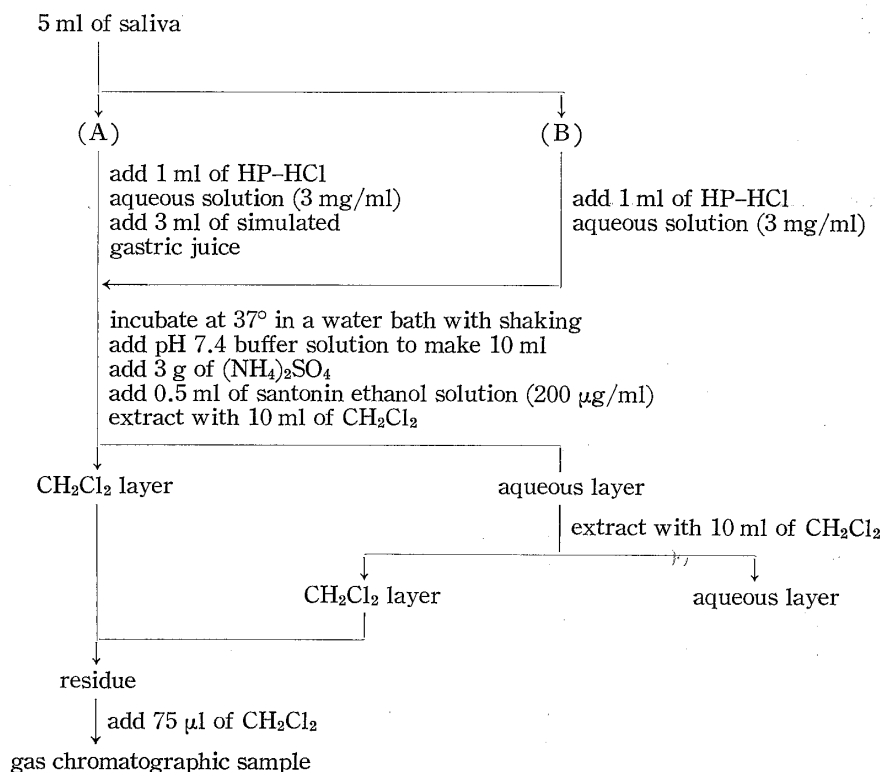 5 ml of saliva
(A)
(B)
add 1 ml of HP–HCl
aqueous solution (3 mg/ml)
add 3 ml of simulated
gastric juice
add 1 ml of HP–HCl
aqueous solution (3 mg/ml)
incubate at 37° in a water bath with shaking
add pH 7.4 buffer solution to make 10 ml
add 3 g of (NH₄)₂SO₄
add 0.5 ml of santonin ethanol solution (200 μg/ml)
extract with 10 ml of CH₂Cl₂
CH₂Cl₂ layer
aqueous layer
extract with 10 ml of CH₂Cl₂
CH₂Cl₂ layer
aqueous layer
residue
add 75 μl of CH₂Cl₂
gas chromatographic sample